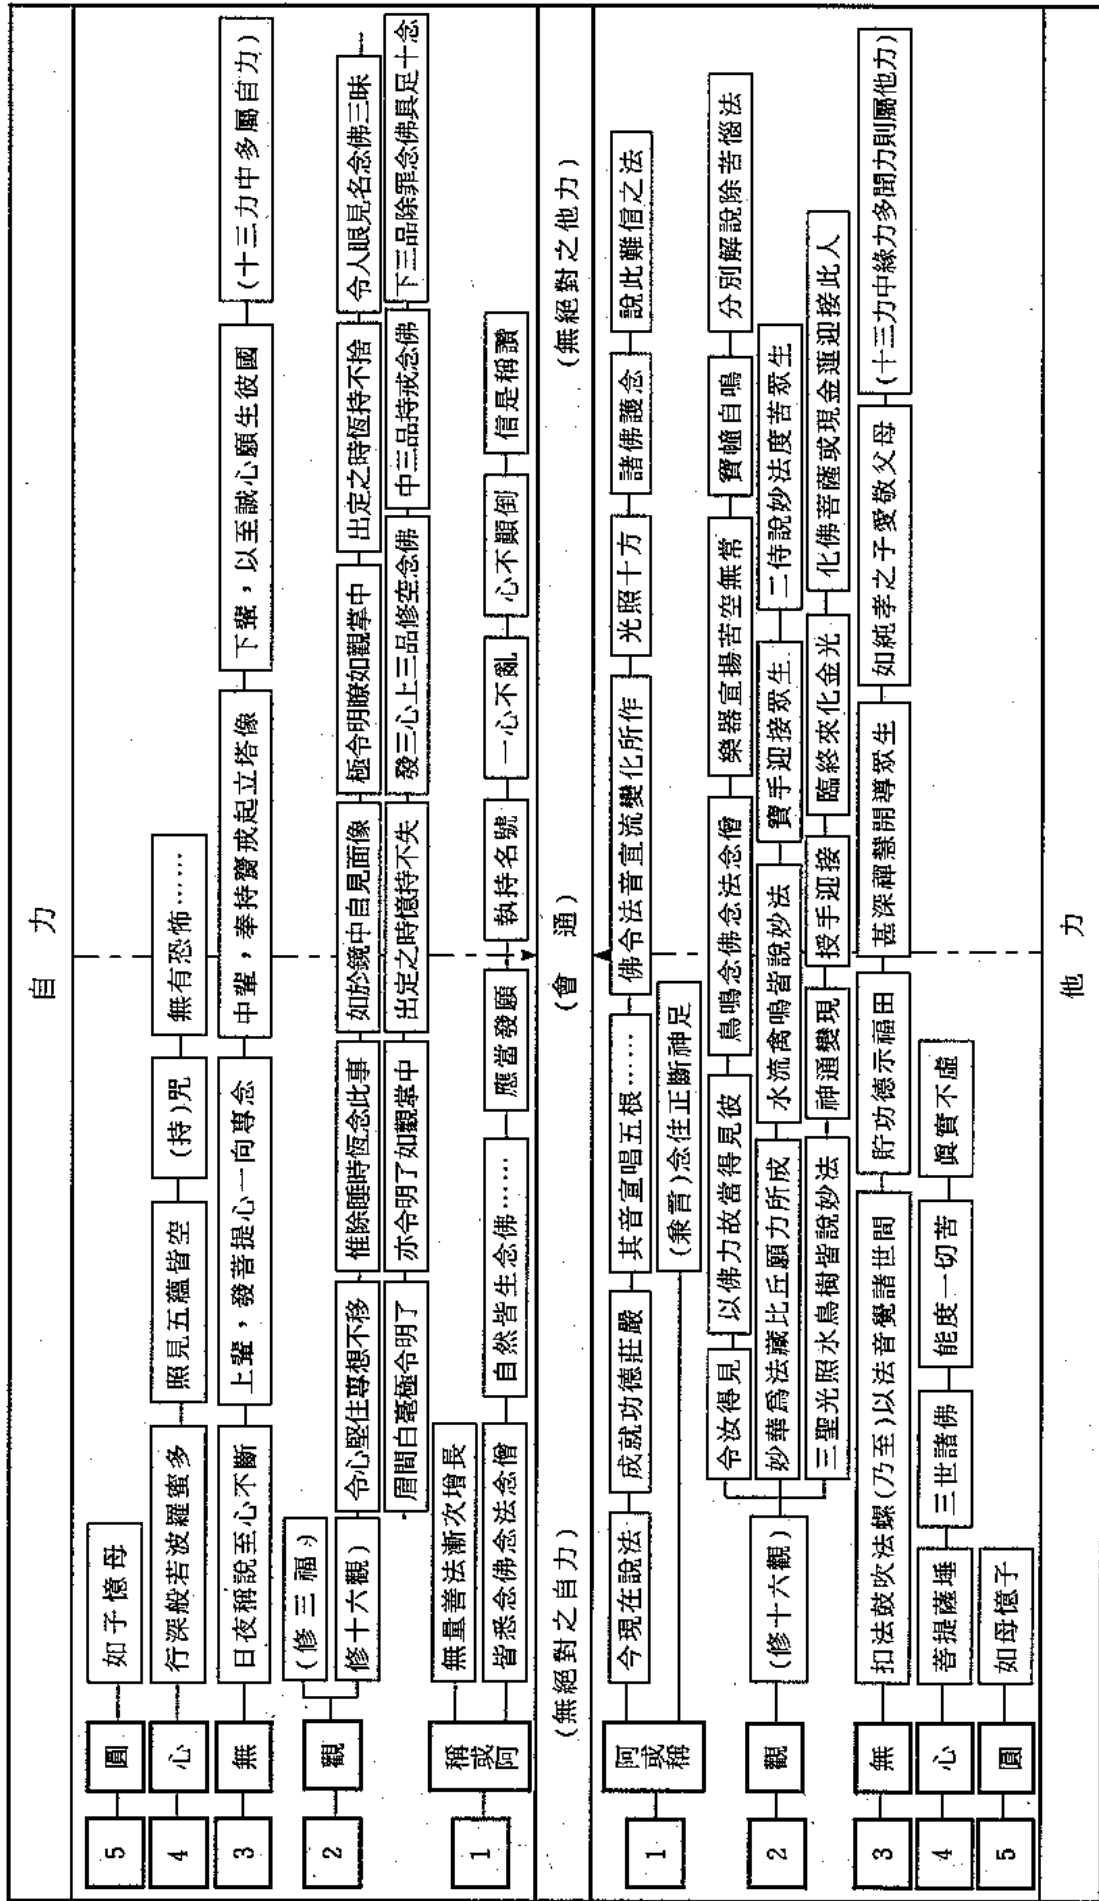 自力
5 圓 如子憶母
4 心 行深般若波羅蜜多 照見五蘊皆空 (持)咒 無有恐怖……
3 無 日夜稱說至心不斷 上輩，發菩提心一向專念 中輩，奉持齋戒起立塔像 下輩，以至誠心願生彼國 (十三力中多屬自力)
2 觀
(修三福)
(修十六觀) 令心堅住專想不移 惟除睡時恆念此事 如於鏡中自見面像 極令明瞭如觀掌中 出定之時恆持不捨 令人眼見名念佛三昧
眉間白毫極令明了 亦令明了如觀掌中 出定之時憶持不失 發三心上三品修空念佛 中三品持戒念佛 下三品除罪念佛具足十念
1 稱或阿
無量善法漸次增長
皆悉念佛念法念僧 自然皆生念佛…… 應當發願 執持名號 一心不亂 心不顛倒 信是稱讚
(無絕對之自力) (會通) (無絕對之他力)
1 阿或稱
今現在說法 成就功德莊嚴 其音宣唱五根…… 佛令法音宣流變化所作 光照十方 諸佛護念 說此難信之法
(兼言)念住正斷神足
2 觀 (修十六觀)
令汝得見 以佛力故當得見彼 鳥鳴念佛念法念僧 樂器宣揚苦空無常 寶幢自鳴 分別解說除苦惱法
妙華為法藏比丘願力所成 水流禽鳴皆說妙法 寶手迎接眾生 二侍說妙法度苦眾生
三聖光照水鳥樹皆說妙法 神通變現 授手迎接 臨終來化金光 化佛菩薩或現金蓮迎接此人
3 無 扣法鼓吹法螺(乃至)以法音覺諸世間 貯功德示福田 甚深禪慧開導眾生 如純孝之子愛敬父母 (十三力中緣力多聞力則屬他力)
4 心 菩提薩埵 三世諸佛 能度一切苦 眞實不虛
5 圓 如母憶子
他力